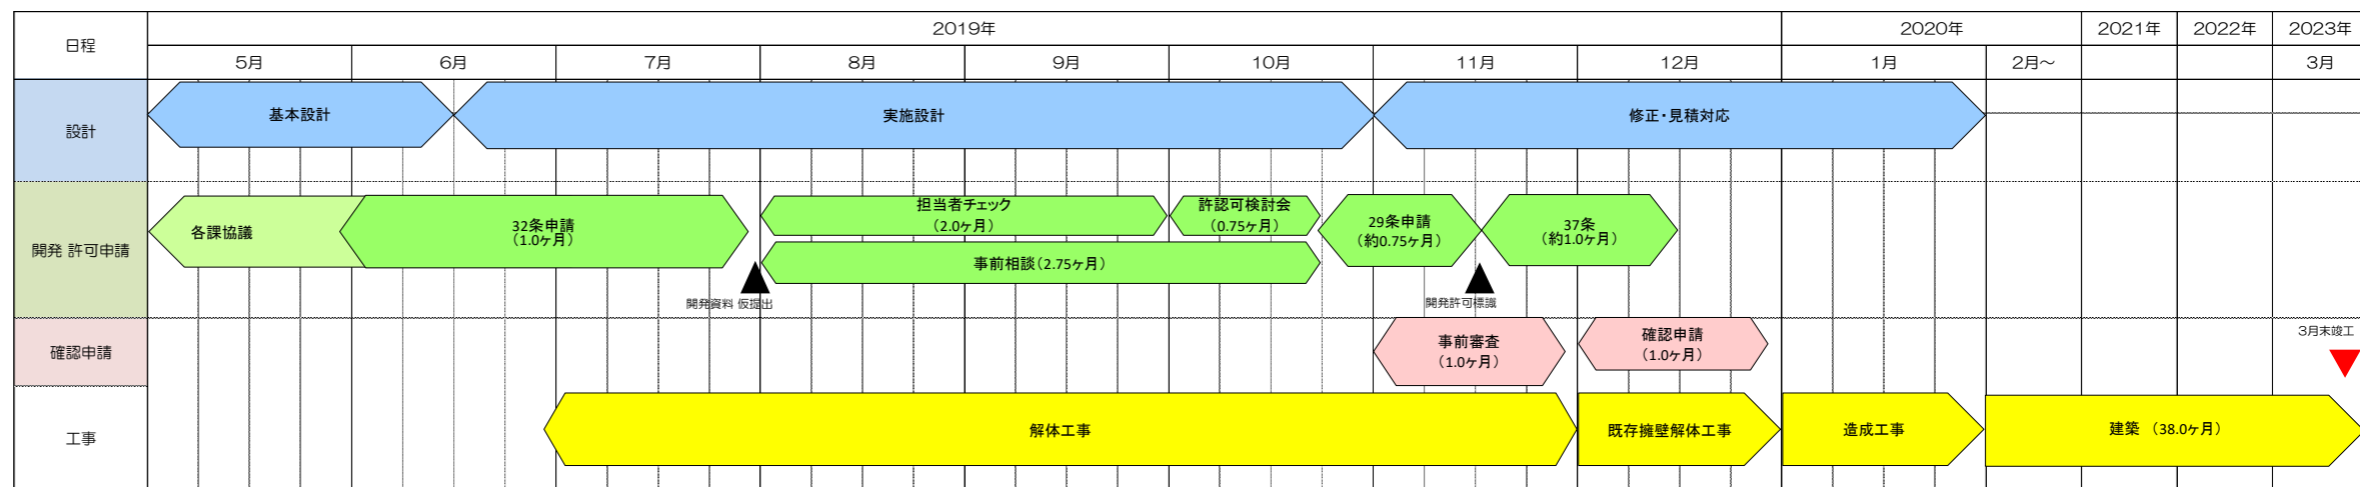 日程
2019年
2020年
2021年
2022年
2023年
5月
6月
7月
8月
9月
10月
11月
12月
1月
2月～
3月
設計
基本設計
実施設計
修正・見積対応
開発 許可申請
各課協議
32条申請
（1.0ヶ月）
担当者チェック
（2.0ヶ月）
許認可検討会
（0.75ヶ月）
29条申請
（約0.75ヶ月）
37条
（約1.0ヶ月）
事前相談（2.75ヶ月）
開発資料 仮提出
開発許可標識
確認申請
事前審査
（1.0ヶ月）
確認申請
（1.0ヶ月）
3月末竣工
工事
解体工事
既存擁壁解体工事
造成工事
建築 （38.0ヶ月）